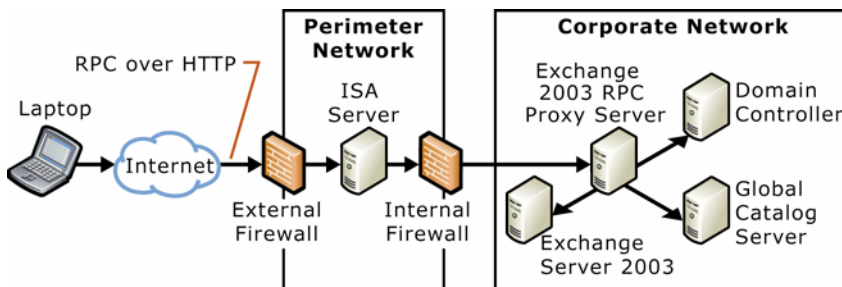 Perimeter
Network
Corporate Network
RPC over HTTP
Laptop
Internet
External
Firewall
ISA
Server
Internal
Firewall
Exchange
2003 RPC
Proxy Server
Domain
Controller
Exchange
Server 2003
Global
Catalog
Server